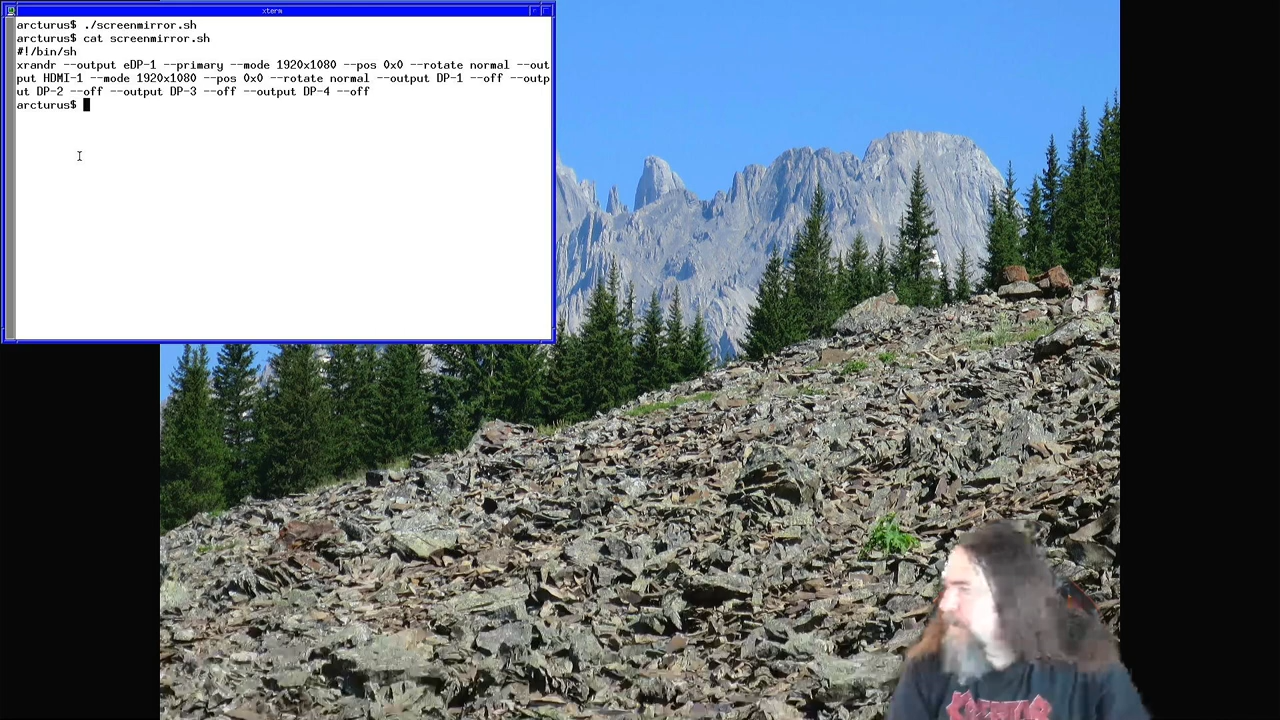 xterm
arcturus$ ./screenmirror.sh
arcturus$ cat screenmirror.sh
#!/bin/sh
xrandr --output eDP-1 --primary --mode 1920x1080 --pos 0x0 --rotate normal --out
put HDMI-1 --mode 1920x1080 --pos 0x0 --rotate normal --output DP-1 --off --outp
ut DP-2 --off --output DP-3 --off --output DP-4 --off
arcturus$